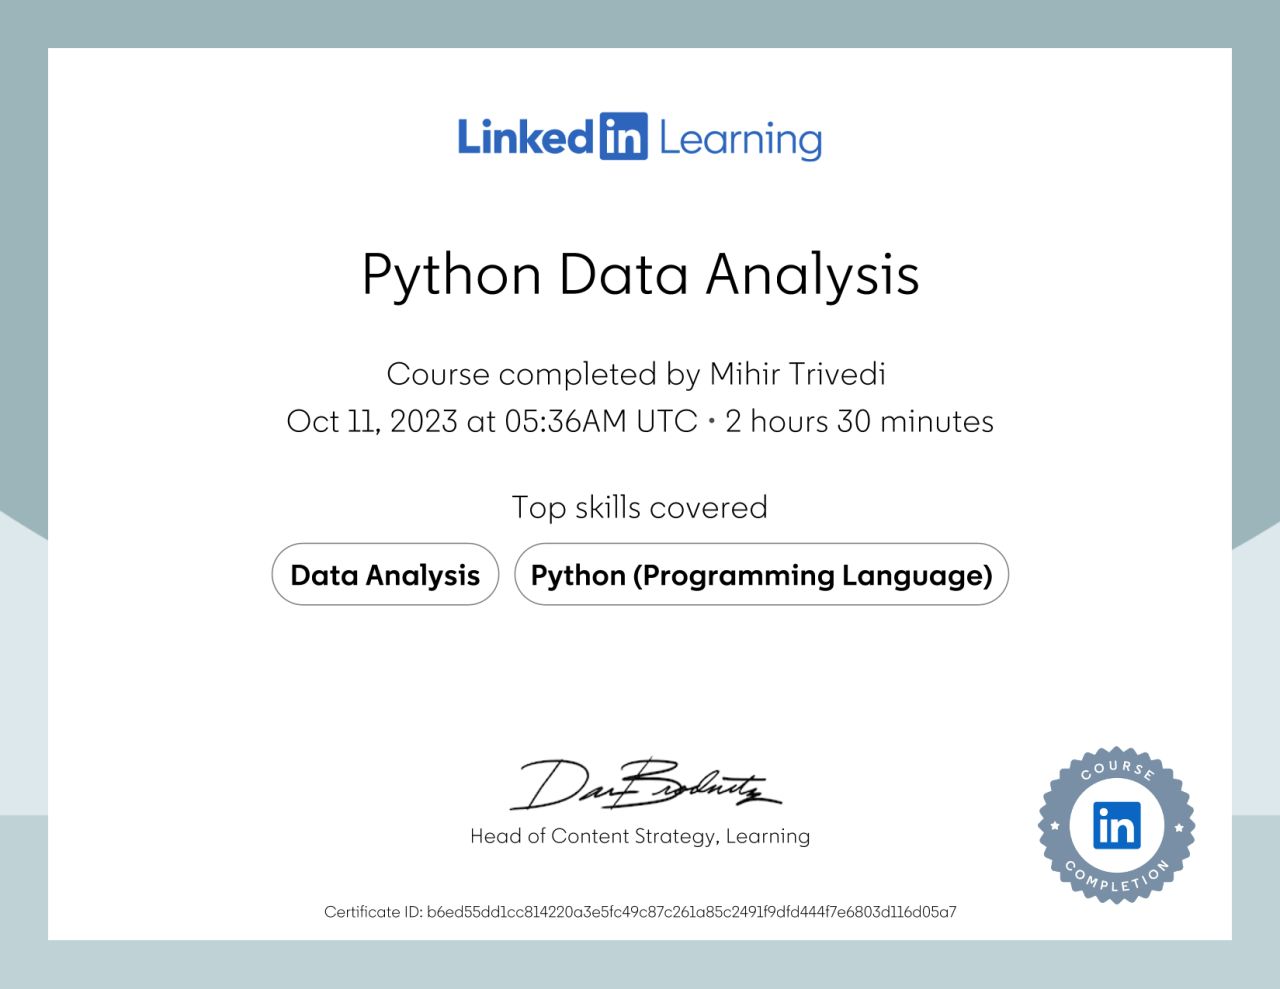 Linked in Learning
Python Data Analysis
Course completed by Mihir Trivedi
Oct 11, 2023 at 05:36AM UTC • 2 hours 30 minutes
Top skills covered
Data Analysis
Python (Programming Language)
Dan Brodnitz
Head of Content Strategy, Learning
COURSE
in
COMPLETION
Certificate ID: b6ed55dd1cc814220a3e5fc49c87c261a85c2491f9dfd444f7e6803d116d05a7